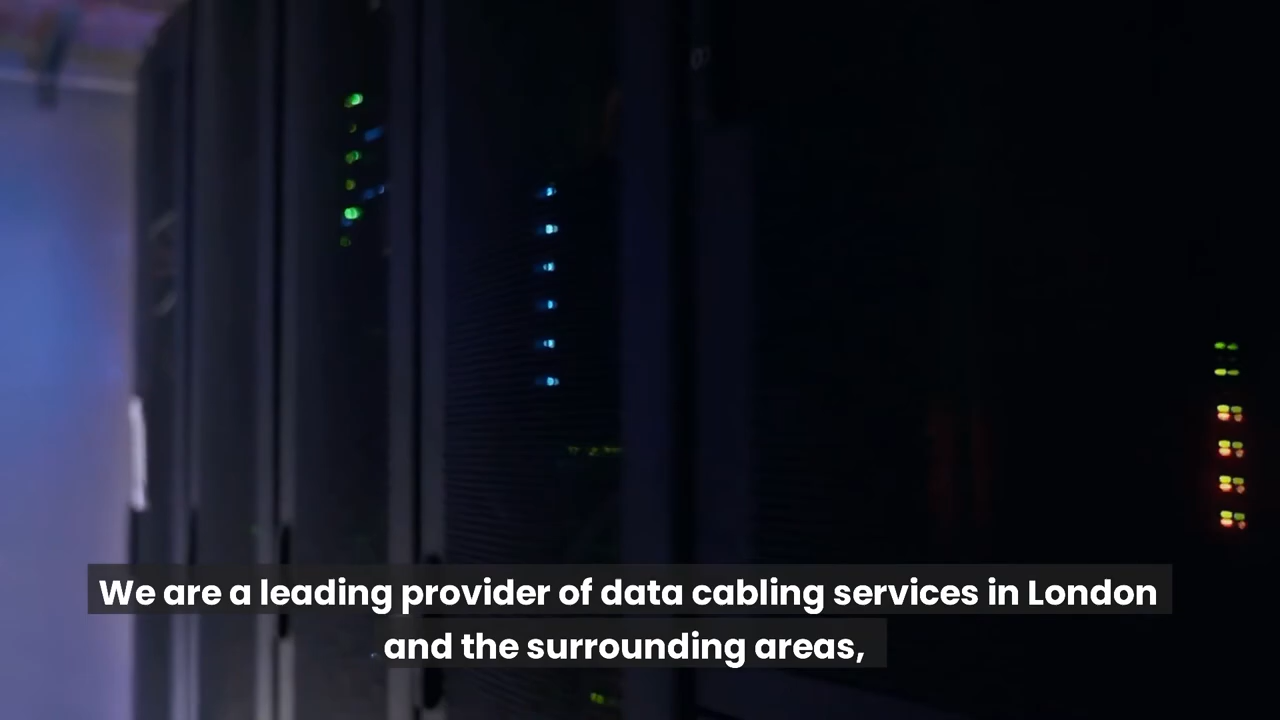 We are a leading provider of data cabling services in London
and the surrounding areas,